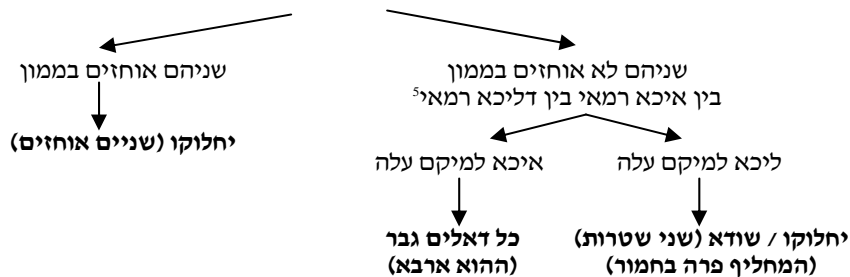 שניהם לא אוחזים בממון
בין איכא רמאי בין דליכא רמאי5
שניהם אוחזים בממון
יחלוקו (שניים אוחזים)
ליכא למיקם עלה
איכא למיקם עלה
יחלוקו / שודא (שני שטרות)
(המחליף פרה בחמור)
כל דאלים גבר
(ההוא ארבא)